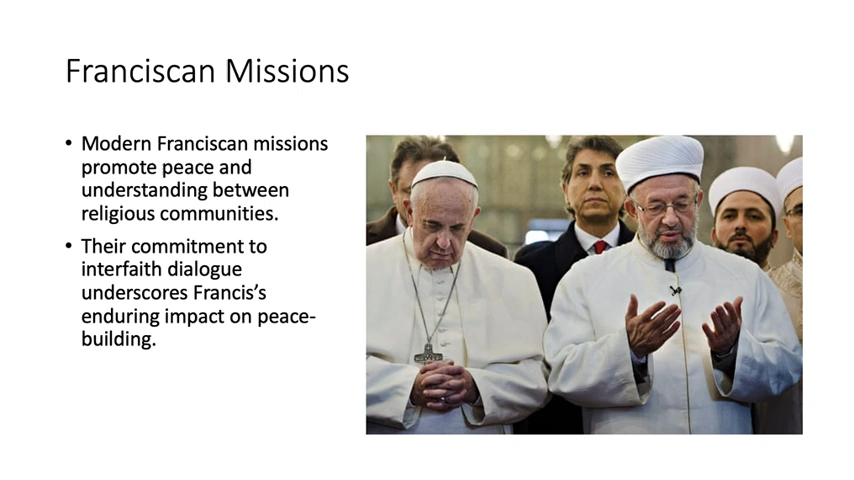 Franciscan Missions
• Modern Franciscan missions
promote peace and
understanding between
religious communities.
• Their commitment to
interfaith dialogue
underscores Francis’s
enduring impact on peace-
building.